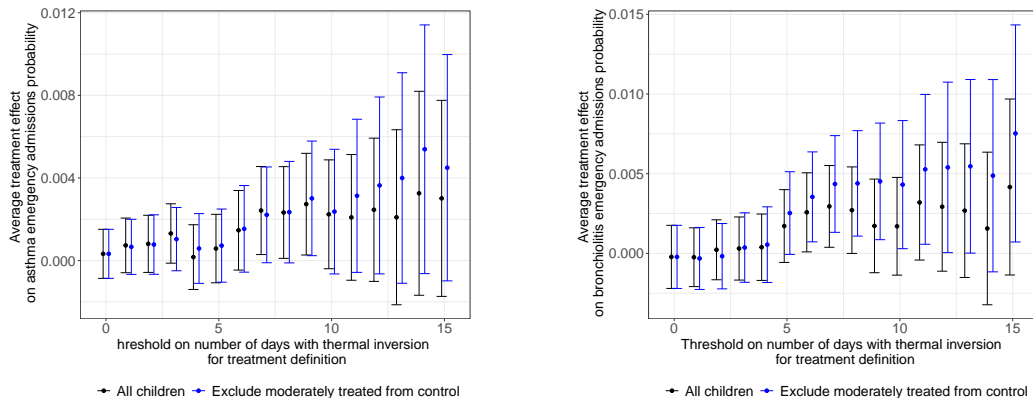 Average treatment effect
on asthma emergency admissions probability
0.012
0.008
0.004
0.000
0
5
10
15
hreshold on number of days with thermal inversion
for treatment definition
All children
Exclude moderately treated from control
Average treatment effect
on bronchiolitis emergency admissions probability
0.015
0.010
0.005
0.000
0
5
10
15
Threshold on number of days with thermal inversion
for treatment definition
All children
Exclude moderately treated from control